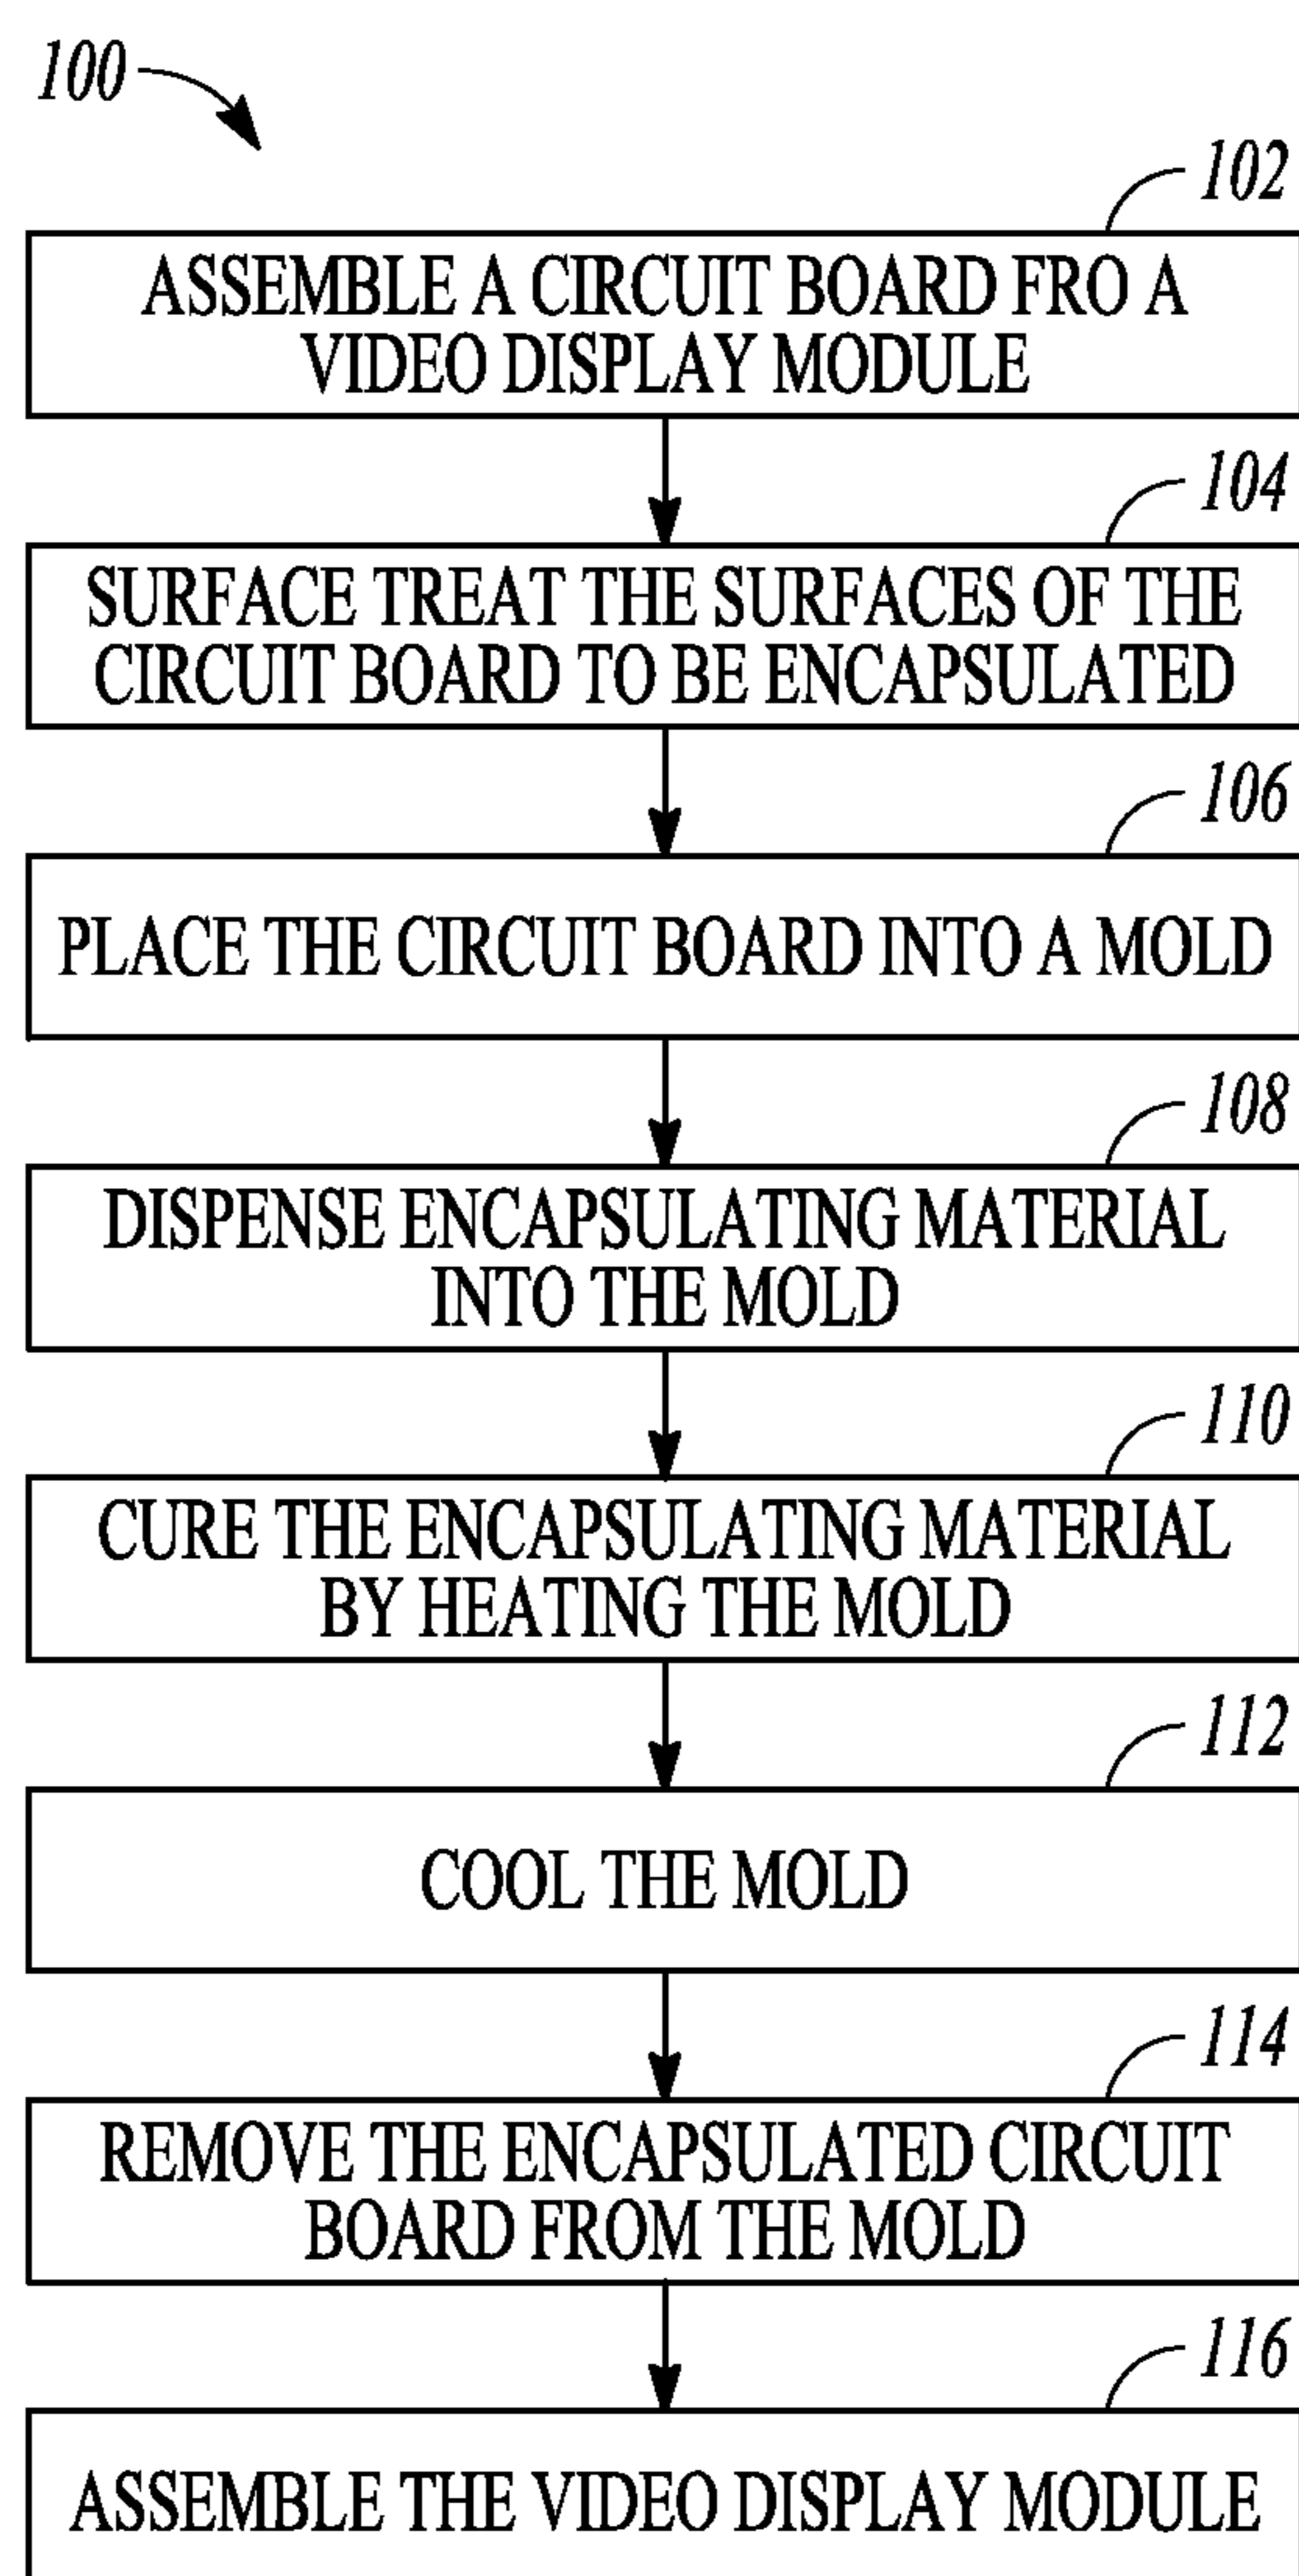 100
102
ASSEMBLE A CIRCUIT BOARD FRO A
VIDEO DISPLAY MODULE
104
SURFACE TREAT THE SURFACES OF THE
CIRCUIT BOARD TO BE ENCAPSULATED
106
PLACE THE CIRCUIT BOARD INTO A MOLD
108
DISPENSE ENCAPSULATING MATERIAL
INTO THE MOLD
110
CURE THE ENCAPSULATING MATERIAL
BY HEATING THE MOLD
112
COOL THE MOLD
114
REMOVE THE ENCAPSULATED CIRCUIT
BOARD FROM THE MOLD
116
ASSEMBLE THE VIDEO DISPLAY MODULE